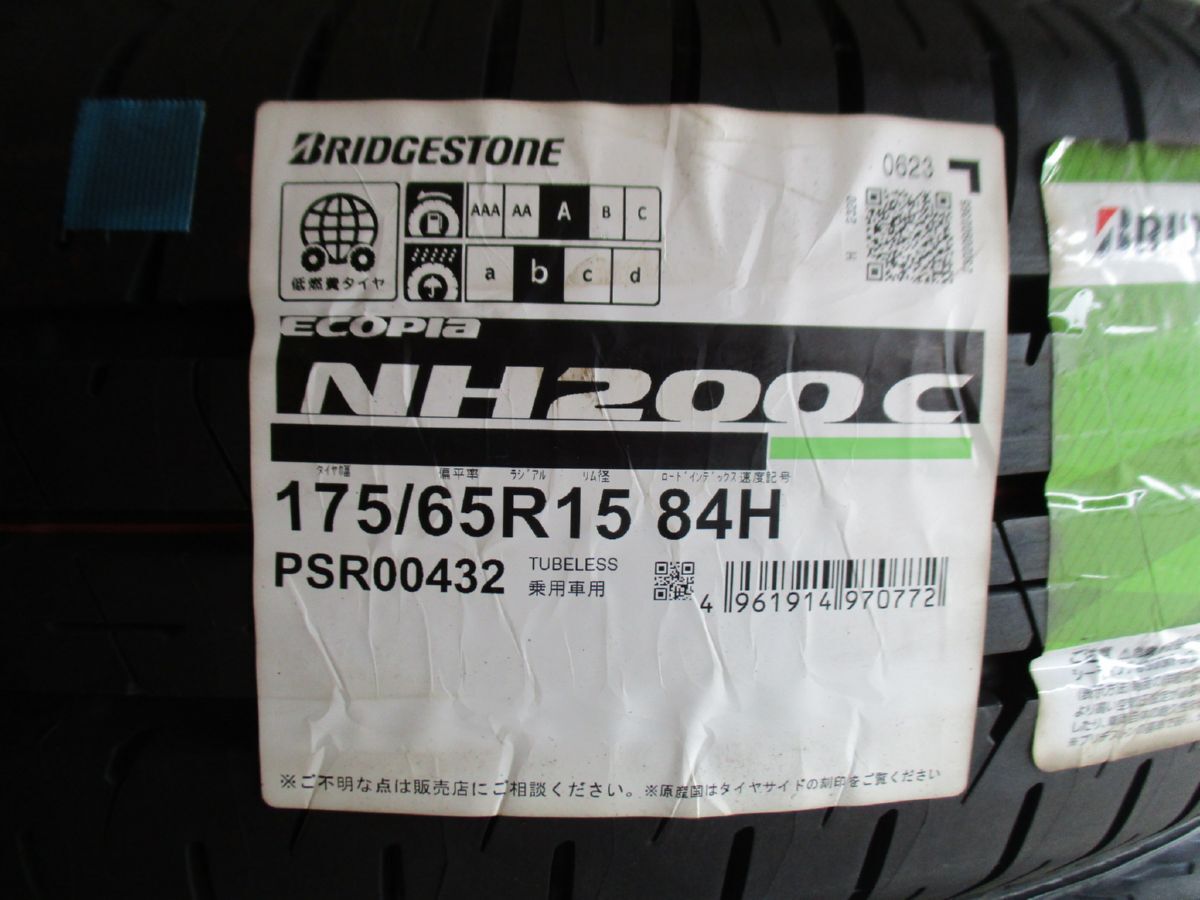 BRIDGESTONE
0623
H 2320
AAA AA A B C
a b c d
低燃費タイヤ
ECOPIA
NH200 C
タイヤ幅 偏平率 ラジアル リム径 ロードインデックス 速度記号
175/65R15 84H
PSR00432
TUBELESS
乗用車用
4 961914 970772
※ご不明な点は販売店にご相談ください。※原産国はタイヤサイドの刻印をご覧ください